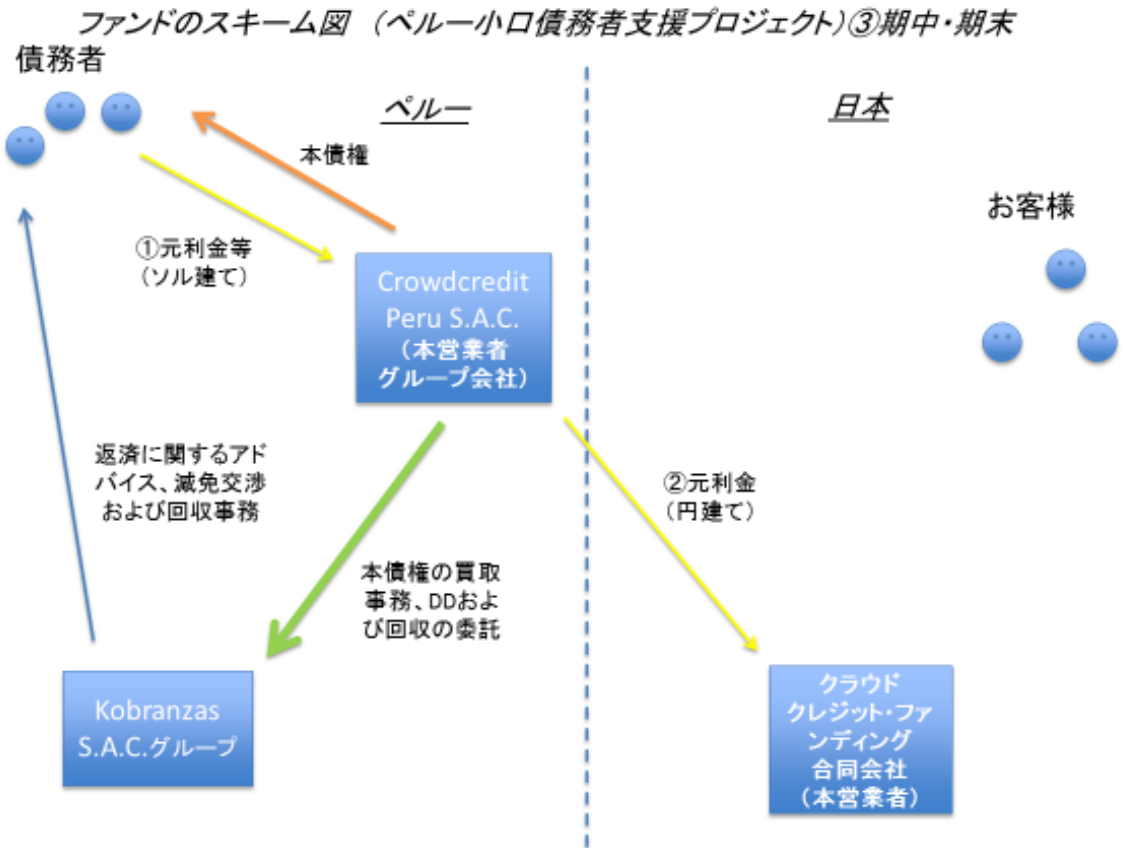 ファンドのスキーム図 （ペルー小口債務者支援プロジェクト）③期中・期末
債務者
ペルー
日本
本債権
お客様
①元利金等
（ソル建て）
Crowdcredit
Peru S.A.C.
（本営業者
グループ会社）
返済に関するアド
バイス、減免交渉
および回収事務
②元利金
（円建て）
本債権の買取
事務、DDおよ
び回収の委託
Kobranzas
S.A.C.グループ
クラウド
クレジット・ファ
ンディング
合同会社
（本営業者）